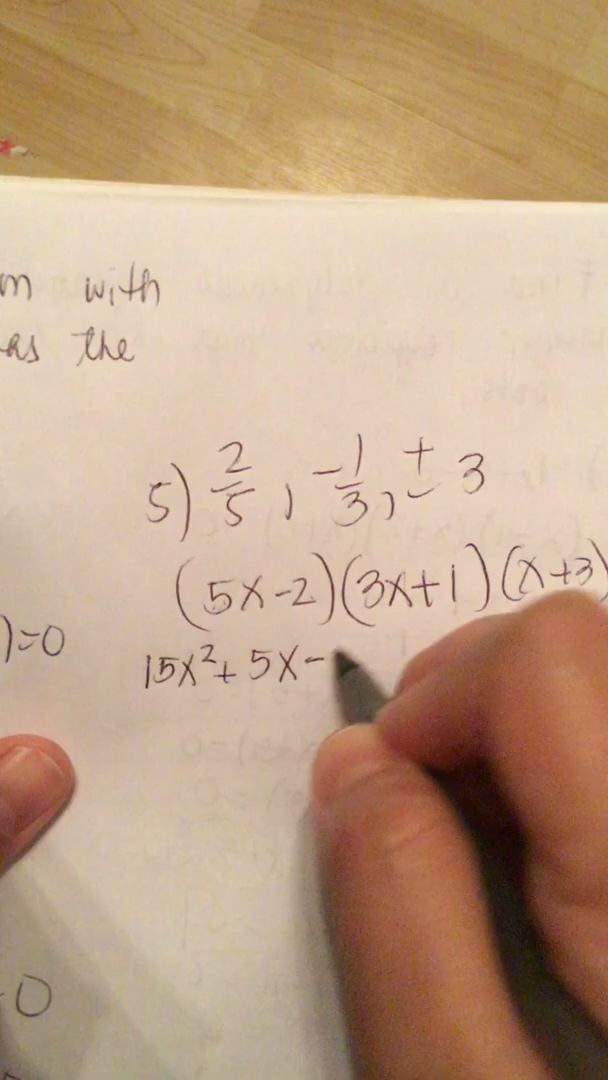 with
as the
5) 2/5, -1/3, ± 3
(5x-2)(3x+1)(x+3)
)=0
15x²+ 5x-
0